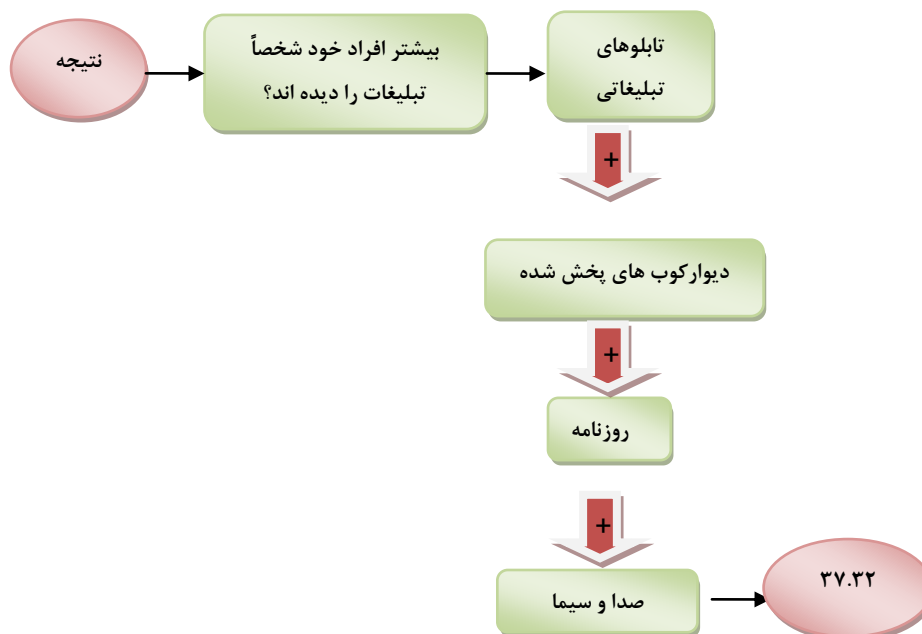 نتیجه
بیشتر افراد خود شخصاً
تبلیغات را دیده اند؟
تابلوهای
تبلیغاتی
+
دیوارکوب های پخش شده
+
روزنامه
+
صدا و سیما
۳۷.۳۲